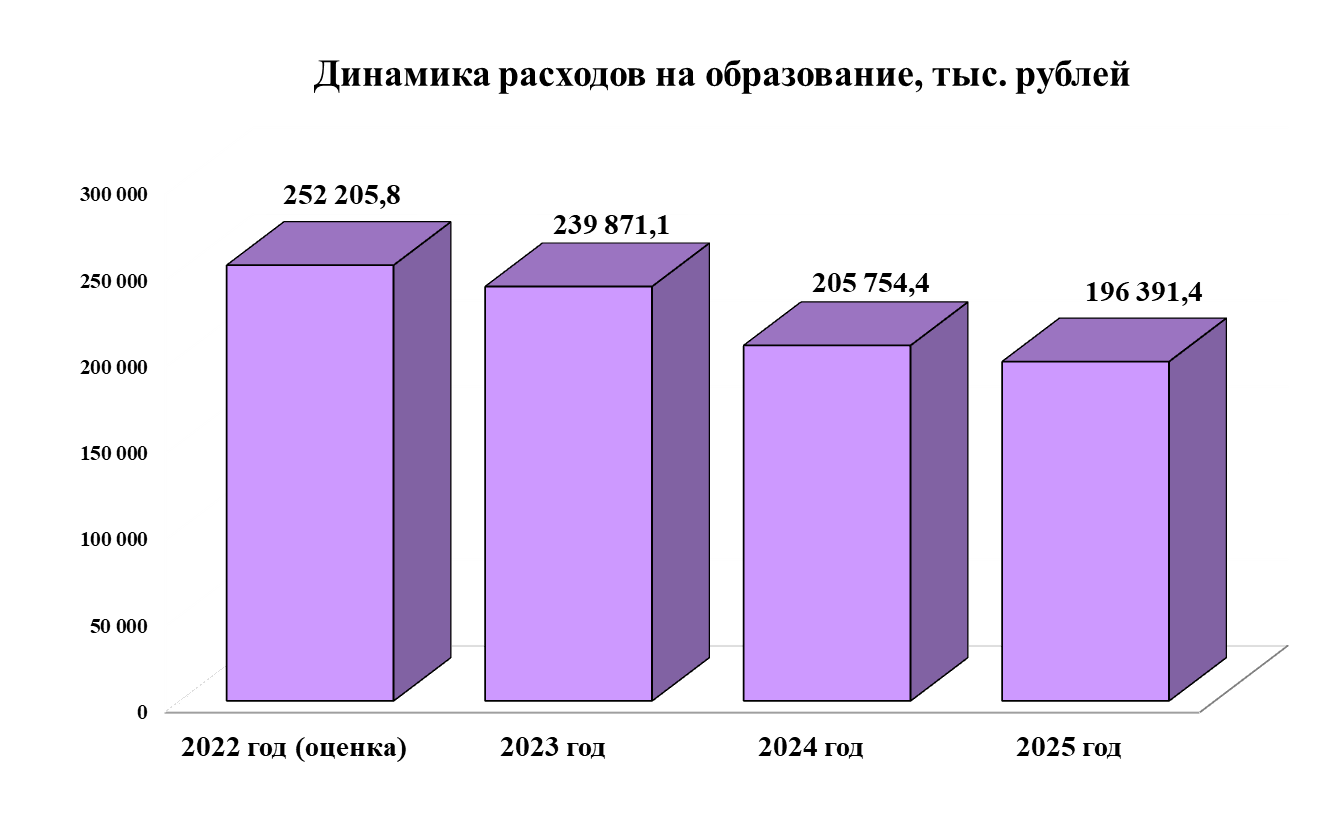 Динамика расходов на образование, тыс. рублей
300 000
250 000
200 000
150 000
100 000
50 000
0
252 205,8
239 871,1
205 754,4
196 391,4
2022 год (оценка)
2023 год
2024 год
2025 год